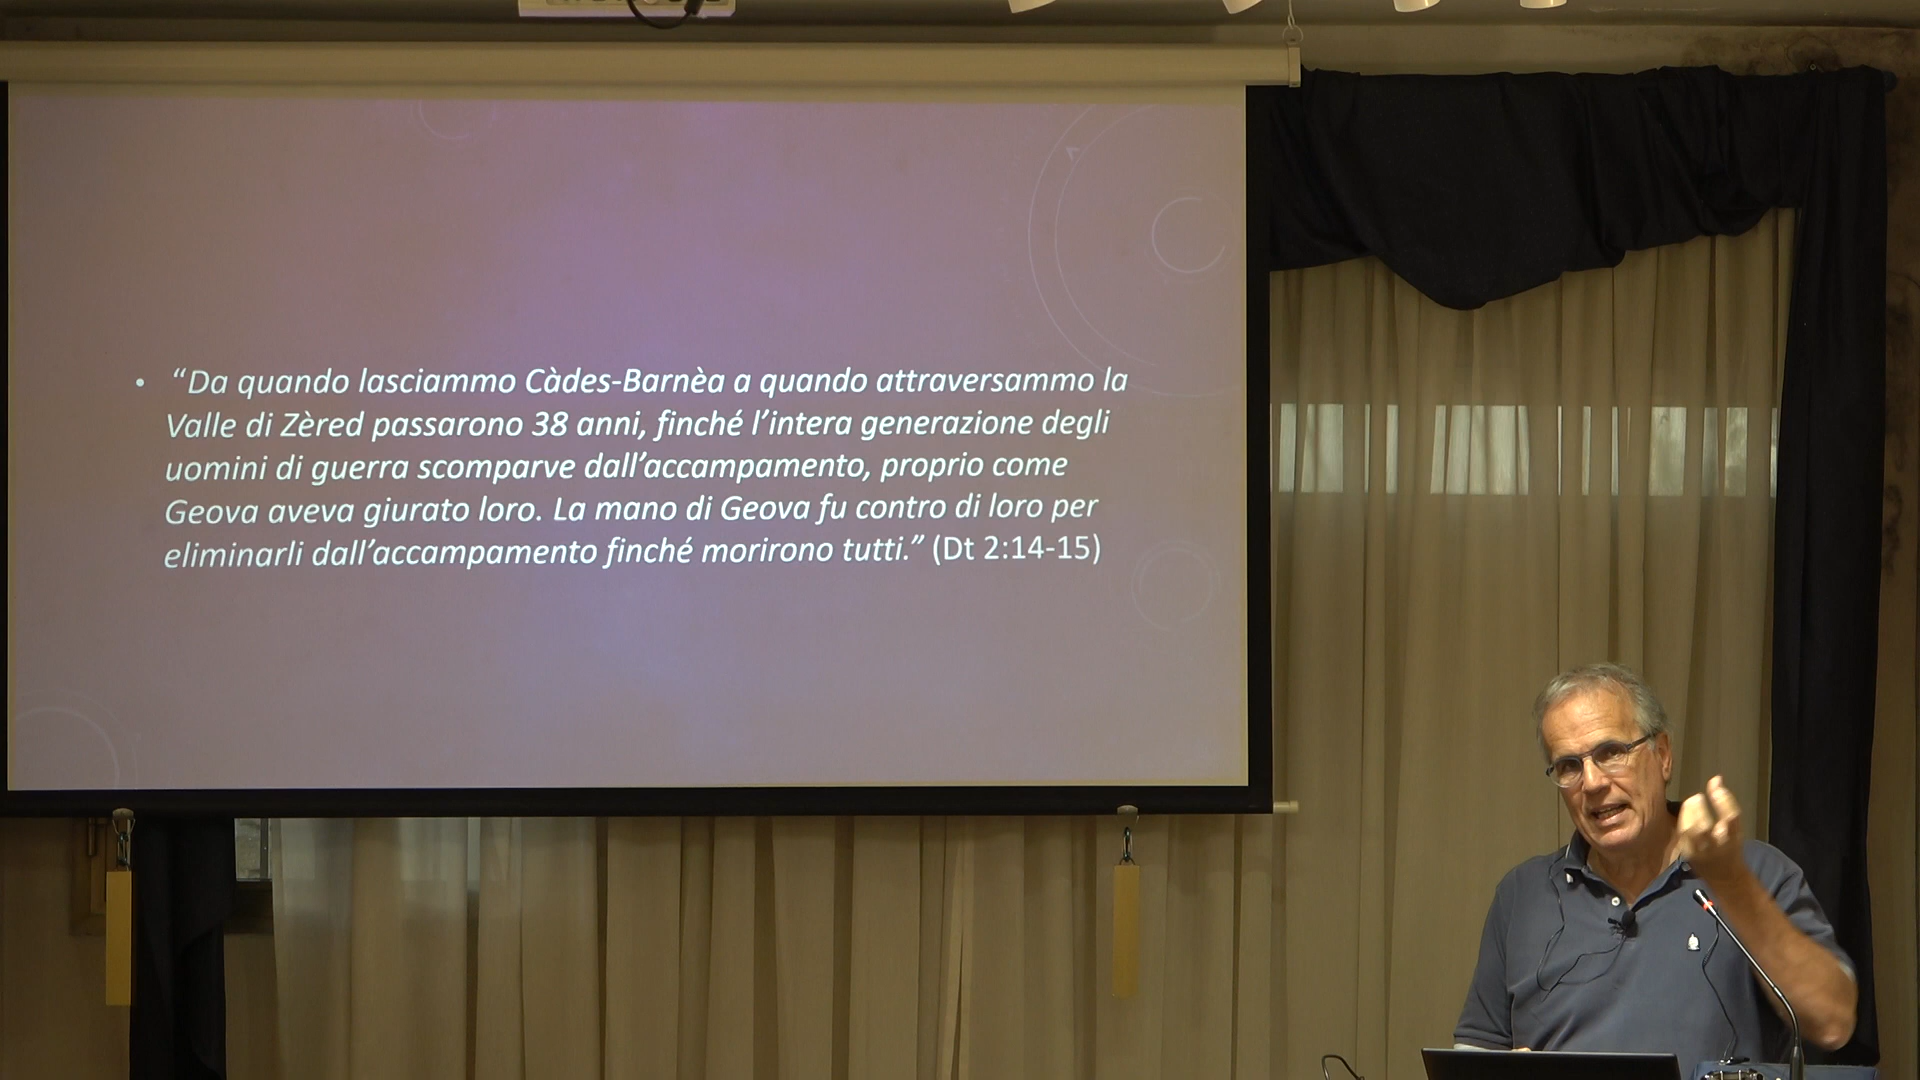 • “Da quando lasciammo Càdes-Barnèa a quando attraversammo la
Valle di Zèred passarono 38 anni, finché l’intera generazione degli
uomini di guerra scomparve dall’accampamento, proprio come
Geova aveva giurato loro. La mano di Geova fu contro di loro per
eliminarli dall’accampamento finché morirono tutti.” (Dt 2:14-15)